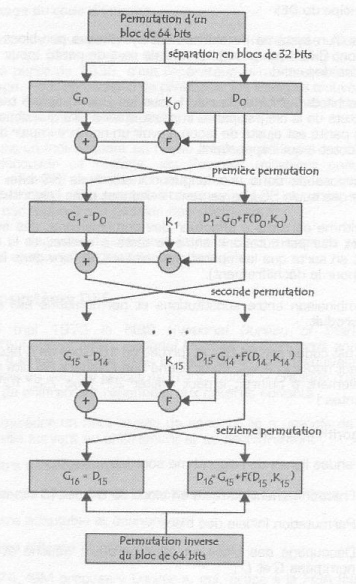 Permutation d'un
bloc de 64 bits
séparation en blocs de 32 bits
G0
K0
D0
+
F
première permutation
G1 = D0
K1
D1=G0+F(D0,K0)
+
F
seconde permutation
G15 = D14
K15
D15=G14+F(D14,K14)
+
F
seizième permutation
G16 = D15
D16=G15+F(D15,K15)
Permutation inverse
du bloc de 64 bits